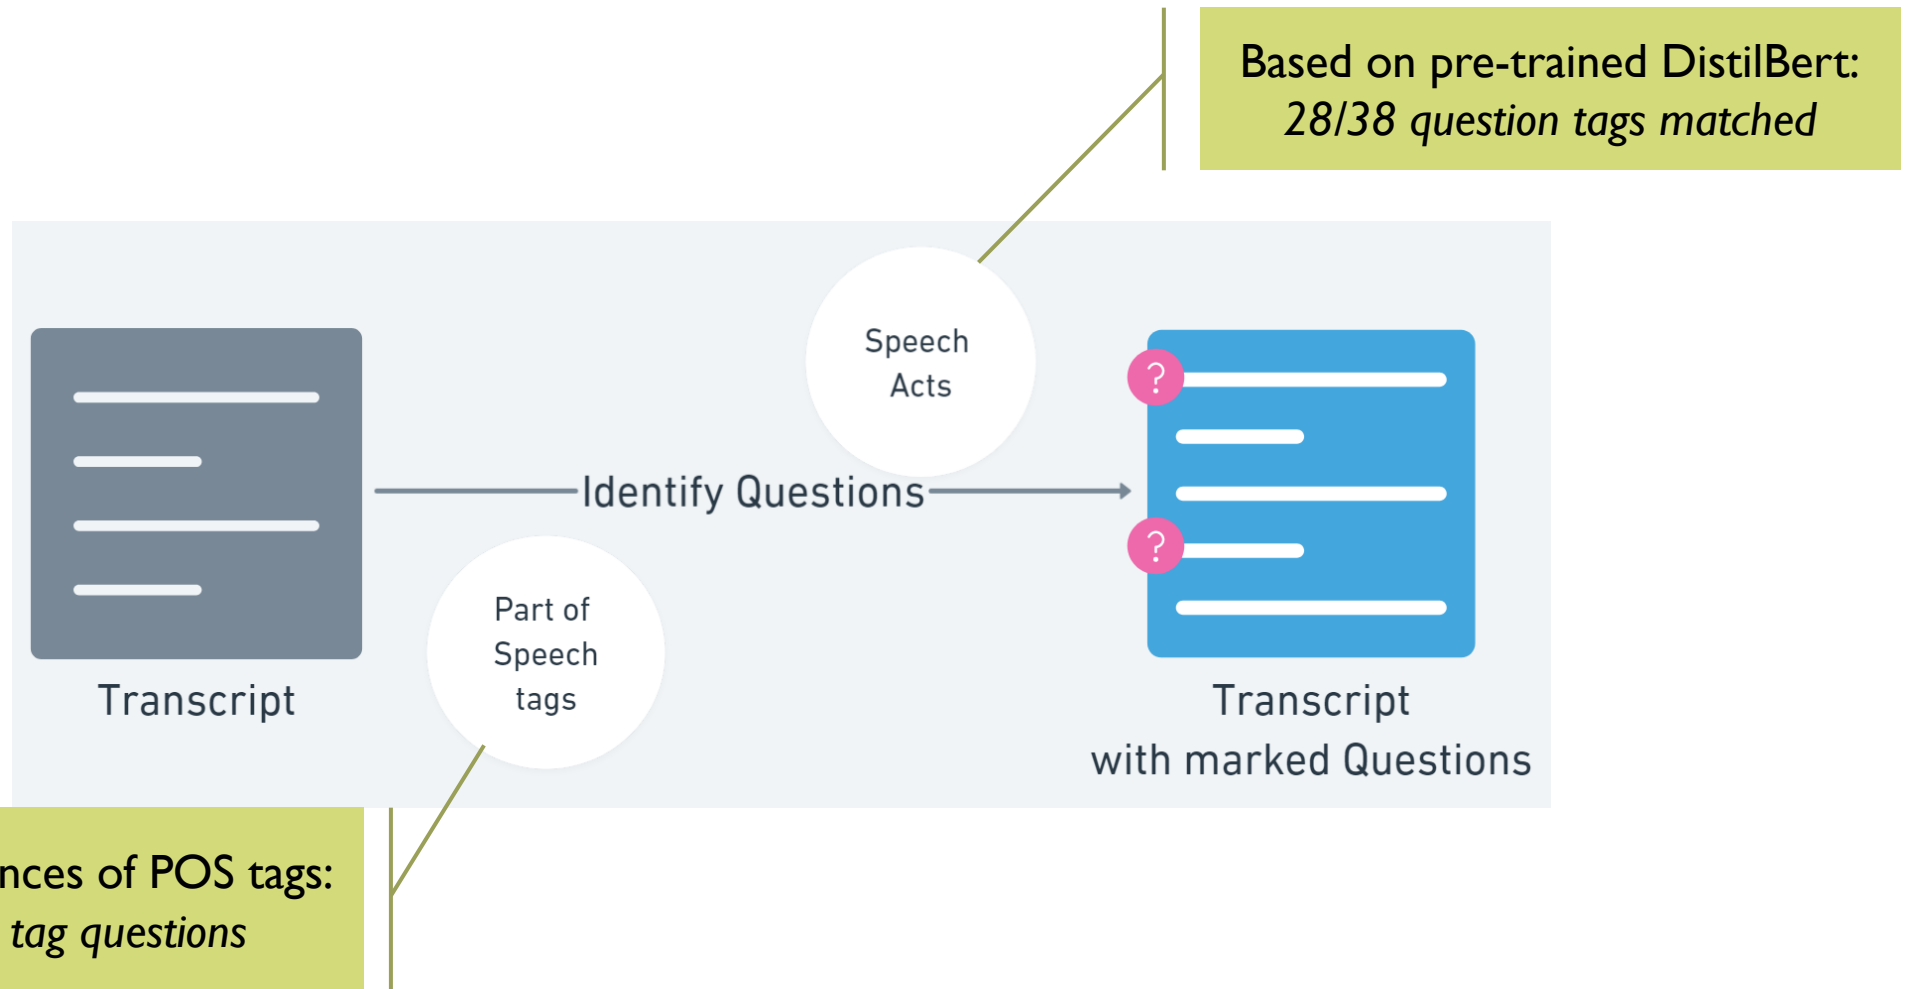 Based on pre-trained DistilBert:
28/38 question tags matched
Speech
Acts
?
Identify Questions
?
Part of
Speech
tags
Transcript
Transcript
with marked Questions
of POS tags:
tag questions